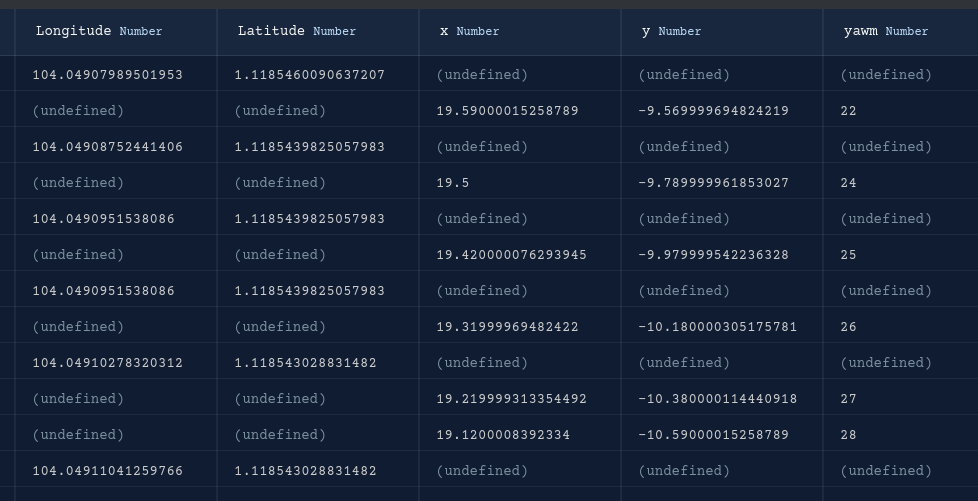 Longitude Number Latitude Number x Number y Number yawm Number
104.04907989501953 1.1185460090637207 (undefined) (undefined) (undefined)
(undefined) (undefined) 19.59000015258789 -9.569999694824219 22
104.04908752441406 1.1185439825057983 (undefined) (undefined) (undefined)
(undefined) (undefined) 19.5 -9.789999961853027 24
104.0490951538086 1.1185439825057983 (undefined) (undefined) (undefined)
(undefined) (undefined) 19.420000076293945 -9.979999542236328 25
104.0490951538086 1.1185439825057983 (undefined) (undefined) (undefined)
(undefined) (undefined) 19.31999969482422 -10.180000305175781 26
104.04910278320312 1.118543028831482 (undefined) (undefined) (undefined)
(undefined) (undefined) 19.219999313354492 -10.380000114440918 27
(undefined) (undefined) 19.1200008392334 -10.59000015258789 28
104.04911041259766 1.118543028831482 (undefined) (undefined) (undefined)